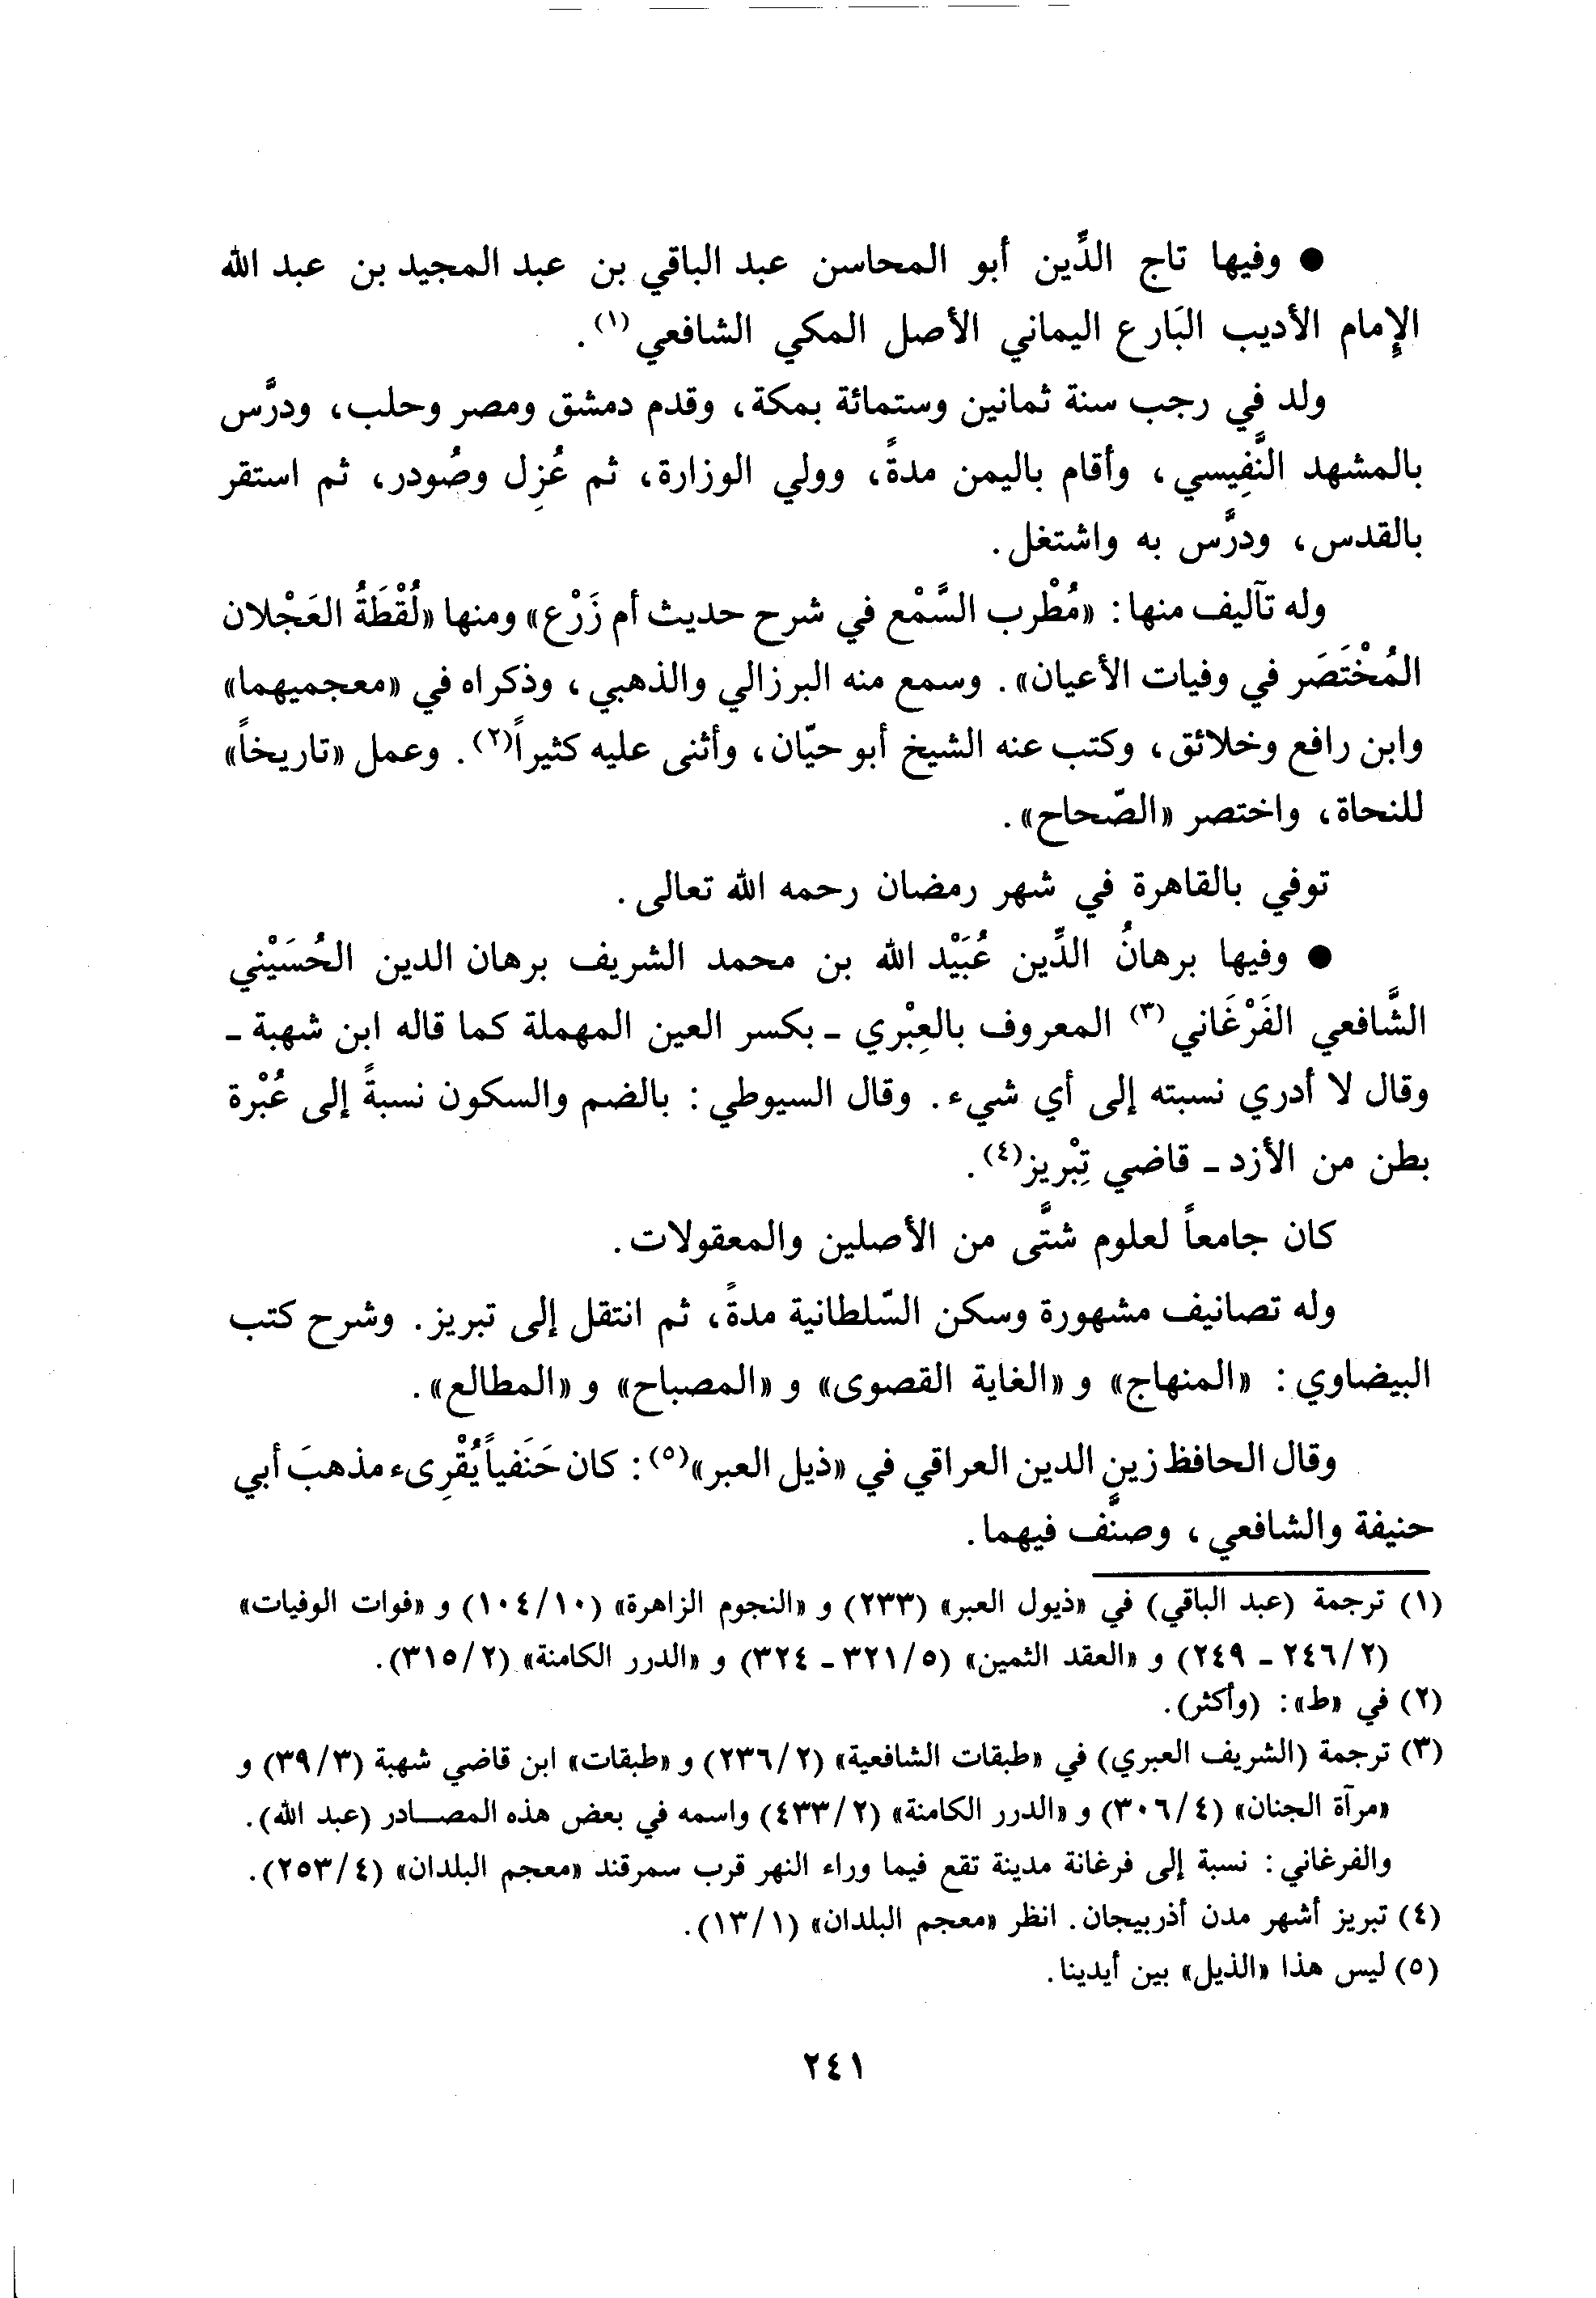 ● وفيها تاج الدِّين أبو المحاسن عبد الباقي بن عبد المجيد بن عبد الله
الإمام الأديب البَارع اليماني الأصل المكي الشافعي(١).
ولد في رجب سنة ثمانين وستمائة بمكة، وقدم دمشق ومصر وحلب، ودرَّس
بالمشهد النَّفِيسي، وأقام باليمن مدةً، وولي الوزارة، ثم عُزِل وصُودر، ثم استقر
بالقدس، ودرَّس به واشتغل.
وله تآليف منها: «مُطْرب السَّمْع في شرح حديث أم زَرْع» ومنها «لُقْطَةُ العَجْلان
المُخْتَصَر في وفيات الأعيان». وسمع منه البرزالي والذهبي، وذكراه في «معجميهما»
وابن رافع وخلائق، وكتب عنه الشيخ أبو حيّان، وأثنى عليه كثيراً(٢). وعمل «تاريخاً»
للنحاة، واختصر «الصّحاح».
توفي بالقاهرة في شهر رمضان رحمه الله تعالى.
● وفيها برهانُ الدِّين عُبَيْد الله بن محمد الشريف برهان الدين الحُسَيْني
الشَّافعي الفَرْغَاني(٣) المعروف بالعِبْري ـ بكسر العين المهملة كما قاله ابن شهبة ـ
وقال لا أدري نسبته إلى أي شيء. وقال السيوطي: بالضم والسكون نسبةً إلى عُبْرة
بطن من الأزد ـ قاضي تِبْريز(٤).
كان جامعاً لعلوم شتَّى من الأصلين والمعقولات.
وله تصانيف مشهورة وسكن السّلطانية مدةً، ثم انتقل إلى تبريز. وشرح كتب
البيضاوي: «المنهاج» و «الغاية القصوى» و «المصباح» و «المطالع».
وقال الحافظ زين الدين العراقي في «ذيل العبر»(٥): كان حَنَفياً يُقْرِىء مذهبَ أبي
حنيفة والشافعي، وصنَّف فيهما.
(١) ترجمة (عبد الباقي) في «ذيول العبر» (٢٣٣) و «النجوم الزاهرة» (١٠٤/١٠) و «فوات الوفيات»
(٢٤٦/٢ ـ ٢٤٩) و «العقد الثمين» (٣٢١/٥ ـ ٣٢٤) و «الدرر الكامنة» (٣١٥/٢).
(٢) في «ط»: (وأكثر).
(٣) ترجمة (الشريف العبري) في «طبقات الشافعية» (٢٣٦/٢) و «طبقات» ابن قاضي شهبة (٣٩/٣) و
«مرآة الجنان» (٣٠٦/٤) و «الدرر الكامنة» (٤٣٣/٢) واسمه في بعض هذه المصـادر (عبد الله).
والفرغاني: نسبة إلى فرغانة مدينة تقع فيما وراء النهر قرب سمرقند «معجم البلدان» (٢٥٣/٤).
(٤) تبريز أشهر مدن أذربيجان. انظر «معجم البلدان» (١٣/١).
(٥) ليس هذا «الذيل» بين أيدينا.
٢٤١